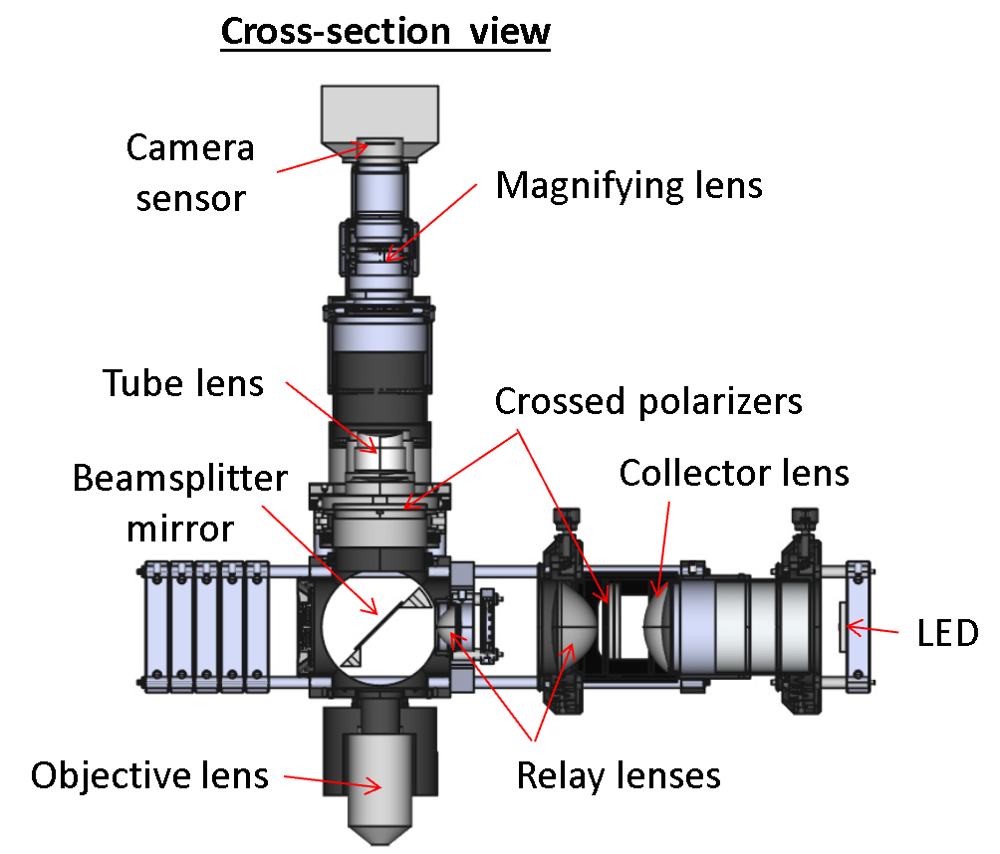 Cross-section view
Camera
sensor
Magnifying lens
Tube lens
Crossed polarizers
Beamsplitter
mirror
Collector lens
LED
Objective lens
Relay lenses